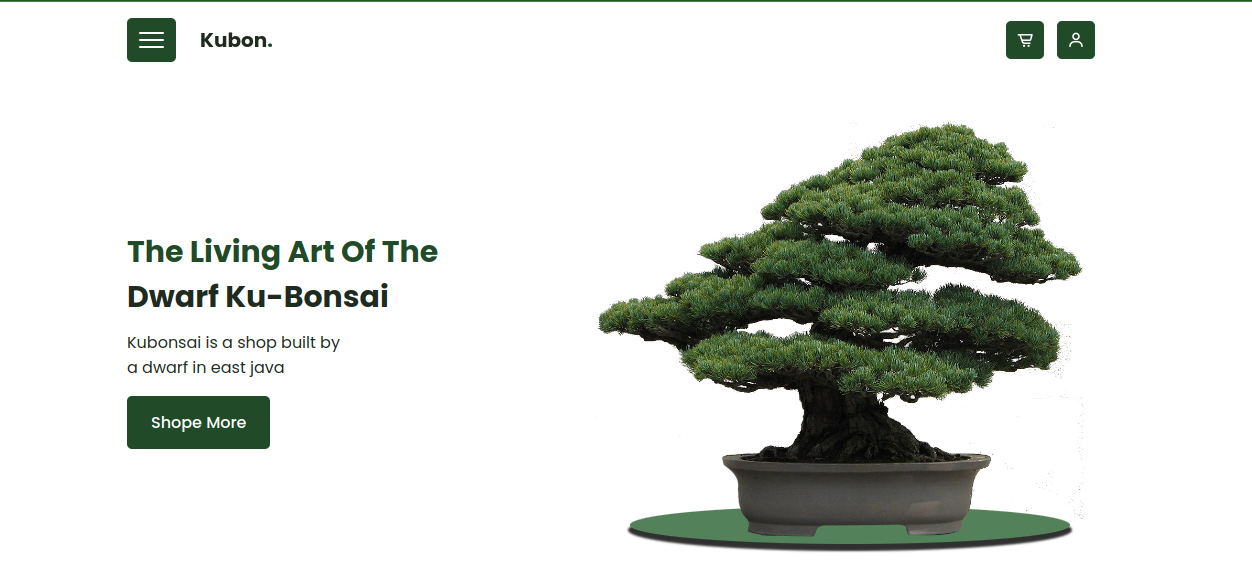 Kubon.
The Living Art Of The
Dwarf Ku-Bonsai
Kubonsai is a shop built by
a dwarf in east java
Shope More